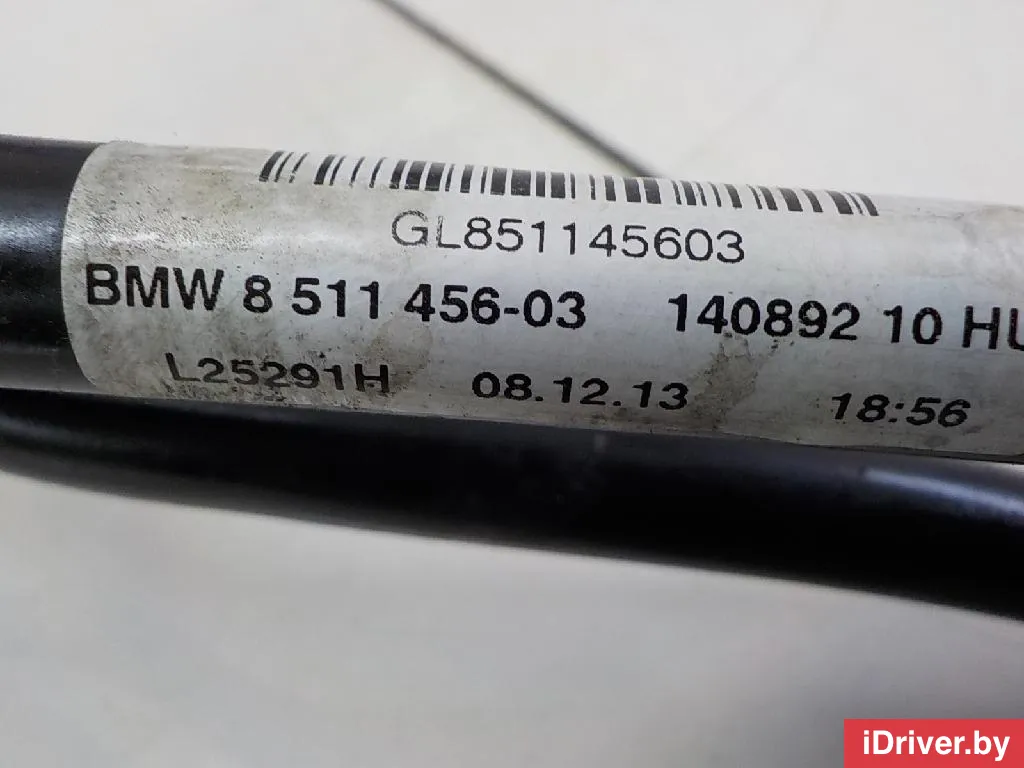 GL851145603
BMW 8 511 456-03 140892 10 HU
L25291H 08.12.13 18:56
iDriver.by